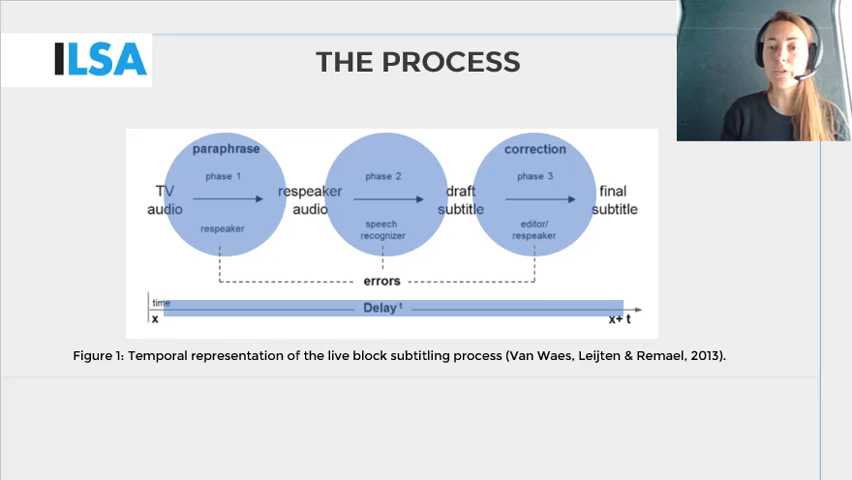 ILSA
THE PROCESS
paraphrase
phase 1
TV
audio
respeaker
respeaker
audio
phase 2
speech
recognizer
draft
subtitle
correction
phase 3
editor/
respeaker
final
subtitle
errors
time
Delay t
x
x+ t
Figure 1: Temporal representation of the live block subtitling process (Van Waes, Leijten & Remael, 2013).